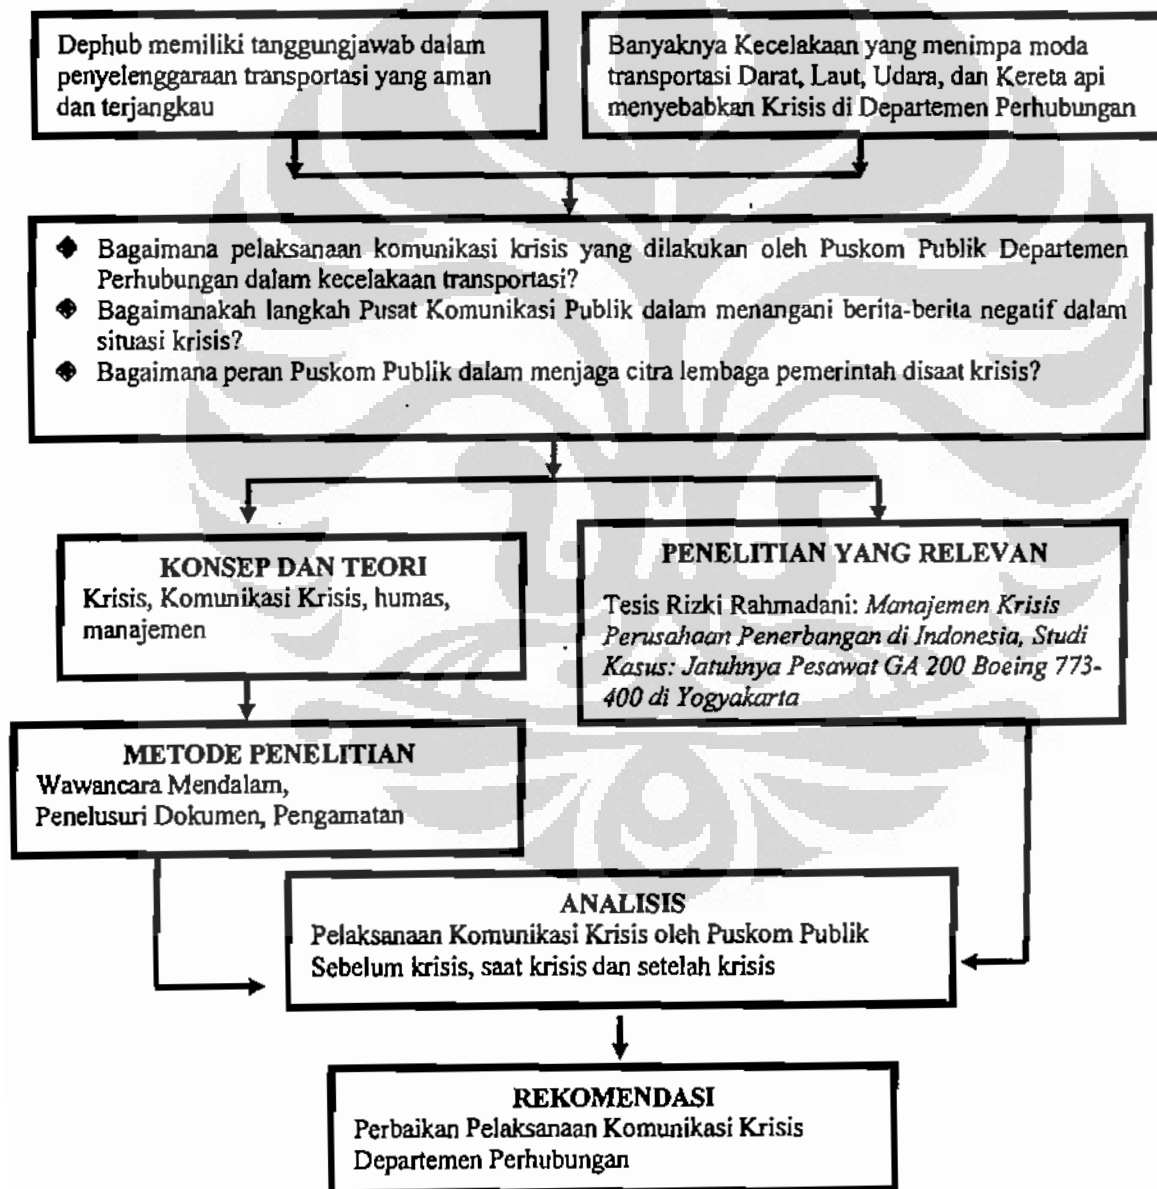 Dephub memiliki tanggungjawab dalam
penyelenggaraan transportasi yang aman
dan terjangkau
Banyaknya Kecelakaan yang menimpa moda
transportasi Darat, Laut, Udara, dan Kereta api
menyebabkan Krisis di Departemen Perhubungan
◆ Bagaimana pelaksanaan komunikasi krisis yang dilakukan oleh Puskom Publik Departemen
Perhubungan dalam kecelakaan transportasi?
◆ Bagaimanakah langkah Pusat Komunikasi Publik dalam menangani berita-berita negatif dalam
situasi krisis?
◆ Bagaimana peran Puskom Publik dalam menjaga citra lembaga pemerintah disaat krisis?
KONSEP DAN TEORI
Krisis, Komunikasi Krisis, humas,
manajemen
PENELITIAN YANG RELEVAN
Tesis Rizki Rahmadani: Manajemen Krisis
Perusahaan Penerbangan di Indonesia, Studi
Kasus: Jatuhnya Pesawat GA 200 Boeing 773-
400 di Yogyakarta
METODE PENELITIAN
Wawancara Mendalam,
Penelusuri Dokumen, Pengamatan
ANALISIS
Pelaksanaan Komunikasi Krisis oleh Puskom Publik
Sebelum krisis, saat krisis dan setelah krisis
REKOMENDASI
Perbaikan Pelaksanaan Komunikasi Krisis
Departemen Perhubungan